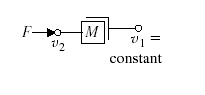 F M
v₂ v₁ =
constant